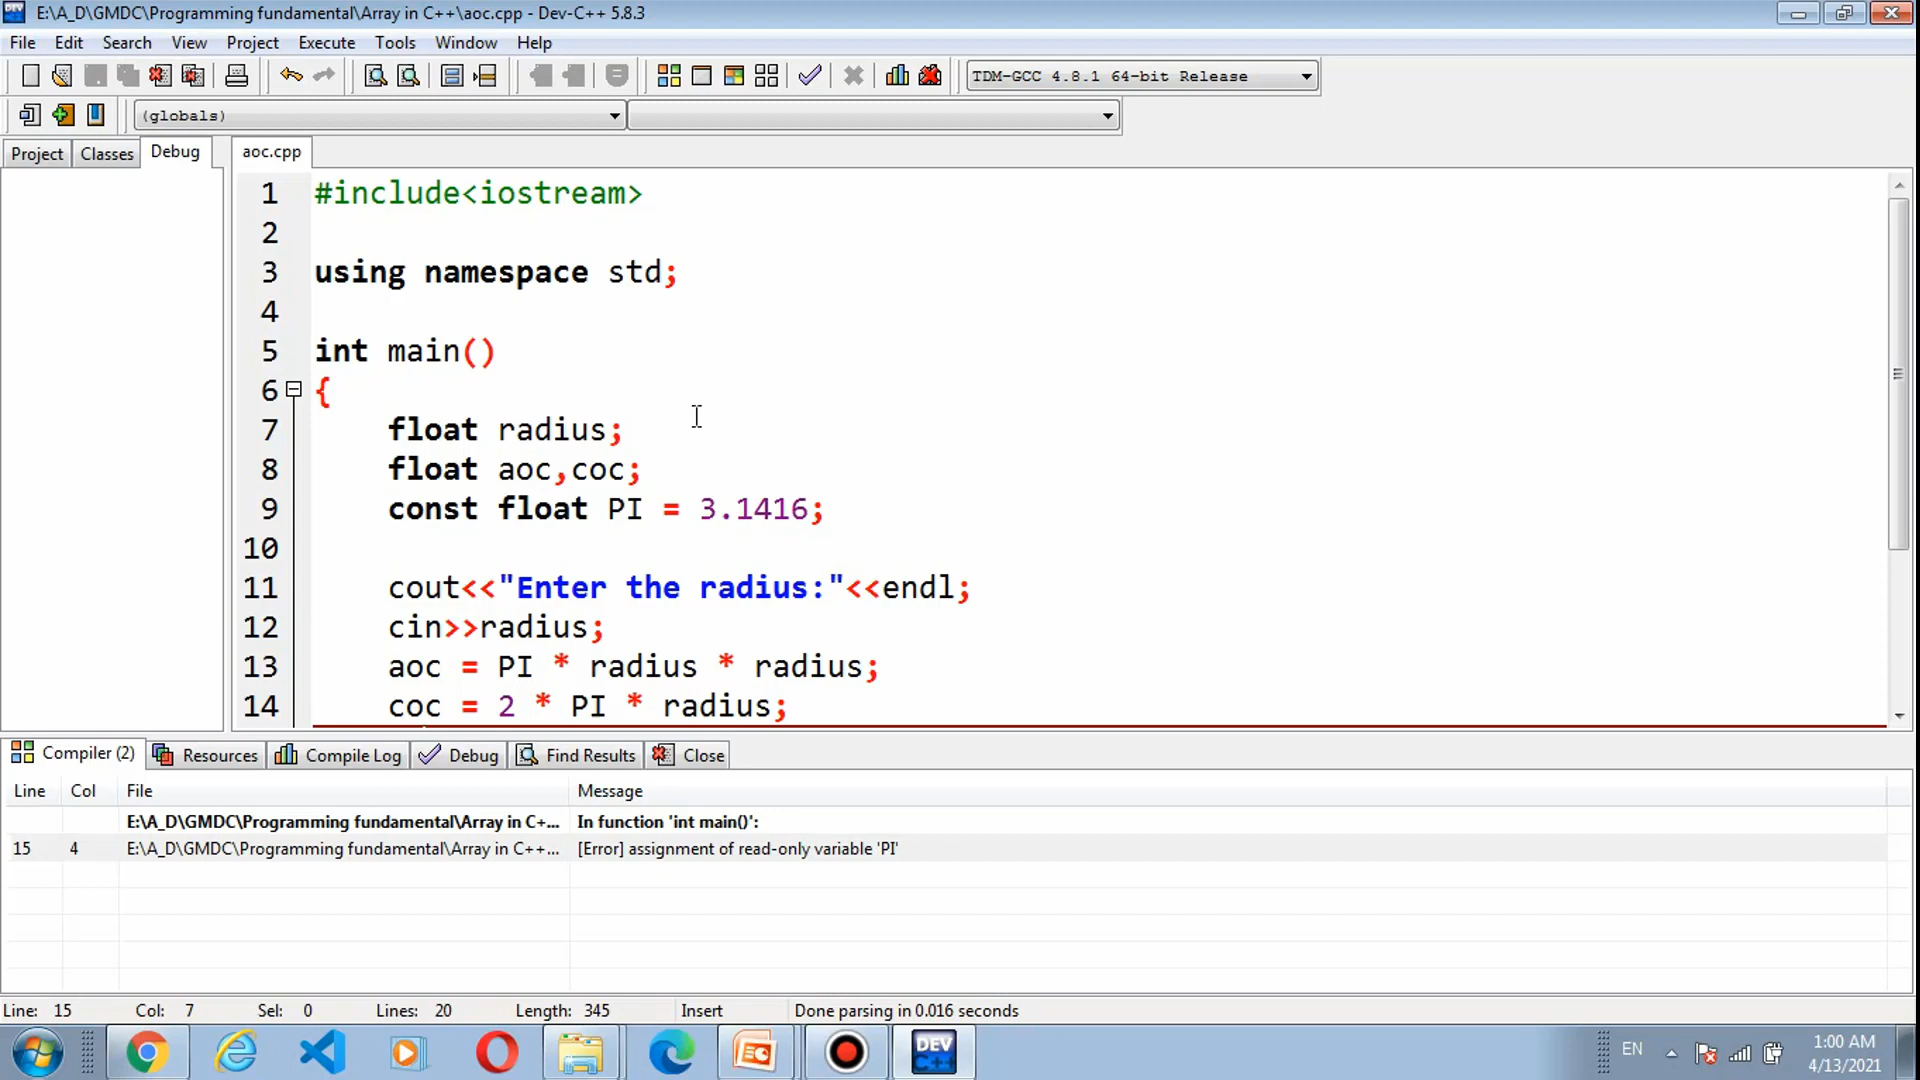 E:\A_D\GMDC\Programming fundamental\Array in C++\aoc.cpp - Dev-C++ 5.8.3
File Edit Search View Project Execute Tools Window Help
TDM-GCC 4.8.1 64-bit Release
(globals)
Project Classes Debug aoc.cpp
1 #include<iostream>
2
3 using namespace std;
4
5 int main()
6 {
7 float radius;
8 float aoc,coc;
9 const float PI = 3.1416;
10
11 cout<<"Enter the radius:"<<endl;
12 cin>>radius;
13 aoc = PI * radius * radius;
14 coc = 2 * PI * radius;
Compiler (2) Resources Compile Log Debug Find Results Close
Line Col File Message
E:\A_D\GMDC\Programming fundamental\Array in C+... In function 'int main()':
15 4 E:\A_D\GMDC\Programming fundamental\Array in C++... [Error] assignment of read-only variable 'PI'
Line: 15 Col: 7 Sel: 0 Lines: 20 Length: 345 Insert Done parsing in 0.016 seconds
DEV C++
EN
1:00 AM
4/13/2021